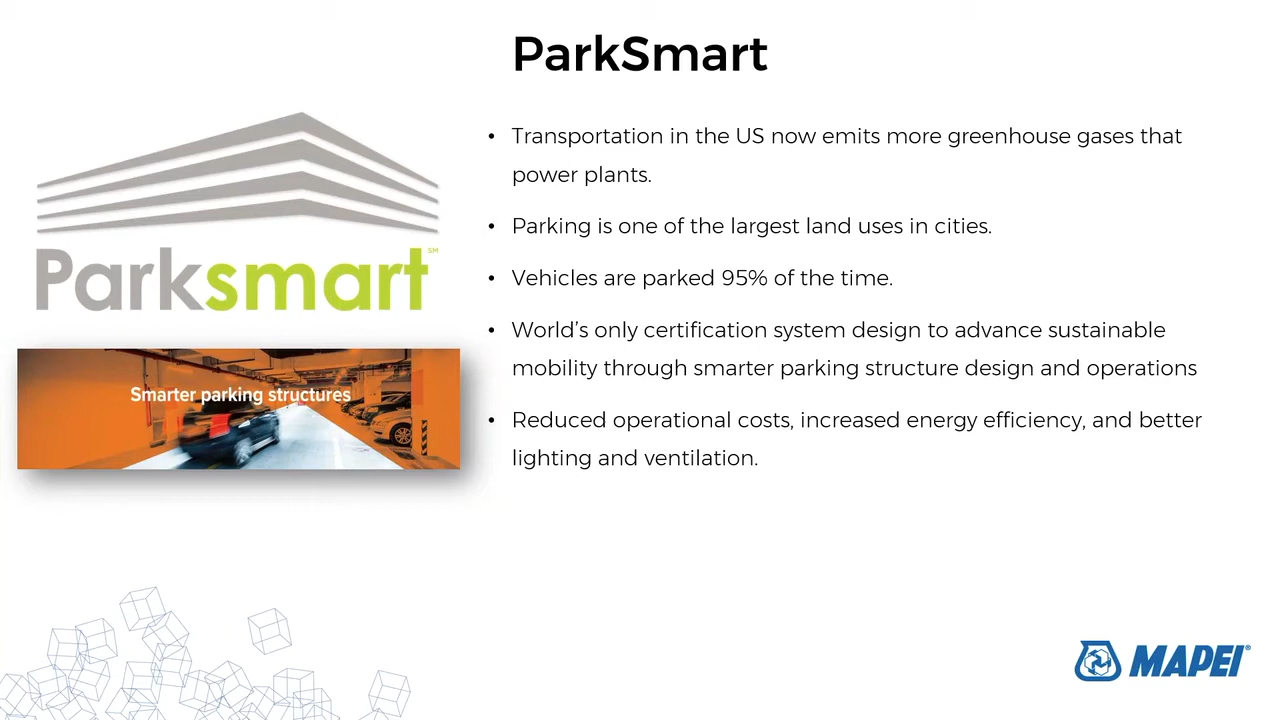 ParkSmart
Parksmart℠
Smarter parking structures
• Transportation in the US now emits more greenhouse gases that
power plants.
• Parking is one of the largest land uses in cities.
• Vehicles are parked 95% of the time.
• World’s only certification system design to advance sustainable
mobility through smarter parking structure design and operations
• Reduced operational costs, increased energy efficiency, and better
lighting and ventilation.
MAPEI®